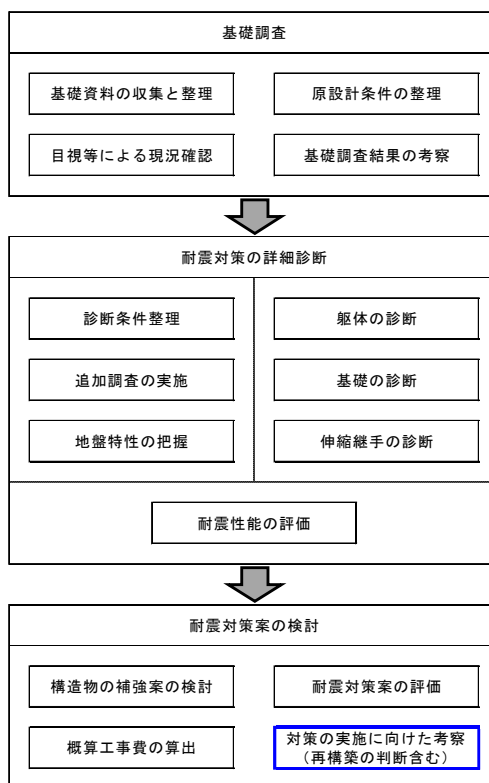 基礎調査
基礎資料の収集と整理
原設計条件の整理
目視等による現況確認
基礎調査結果の考察
耐震対策の詳細診断
診断条件整理
躯体の診断
追加調査の実施
基礎の診断
地盤特性の把握
伸縮継手の診断
耐震性能の評価
耐震対策案の検討
構造物の補強案の検討
耐震対策案の評価
概算工事費の算出
対策の実施に向けた考察
（再構築の判断含む）